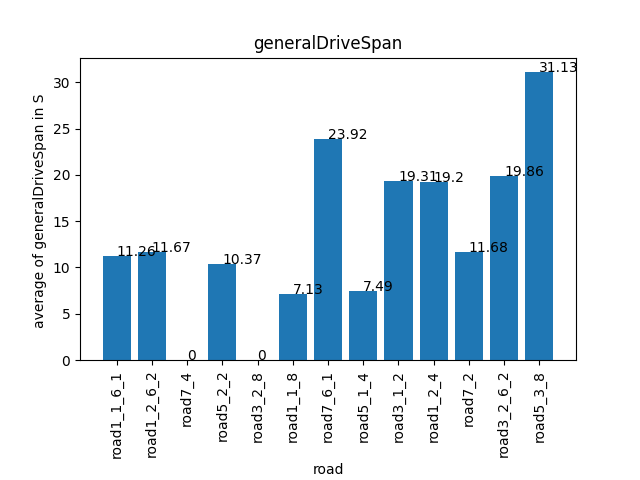 generalDriveSpan
average of generalDriveSpan in S
30
25
20
15
10
5
0
11.26
11.67
0
10.37
0
7.13
23.92
7.49
19.31
19.2
11.68
19.86
31.13
road1_1_6_1
road1_2_6_2
road7_4
road5_2_2
road3_2_8
road1_1_8
road7_6_1
road5_1_4
road3_1_2
road1_2_4
road7_2
road3_2_6_2
road5_3_8
road